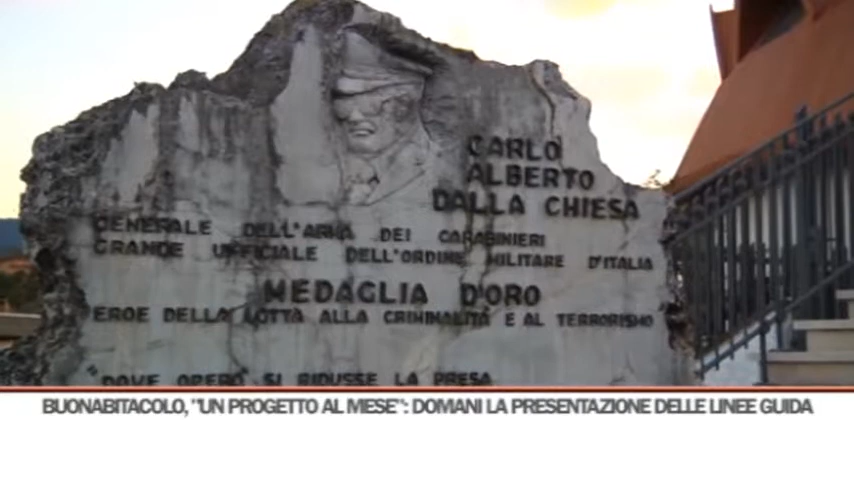 CARLO
ALBERTO
DALLA CHIESA
GENERALE DELL'ARMA DEI CARABINIERI
GRANDE UFFICIALE DELL'ORDINE MILITARE D'ITALIA
MEDAGLIA D'ORO
EROE DELLA LOTTA ALLA CRIMINALITÀ E AL TERRORISMO
"DOVE OPERÒ SI RIDUSSE LA PRESA
BUONABITACOLO, "UN PROGETTO AL MESE": DOMANI LA PRESENTAZIONE DELLE LINEE GUIDA